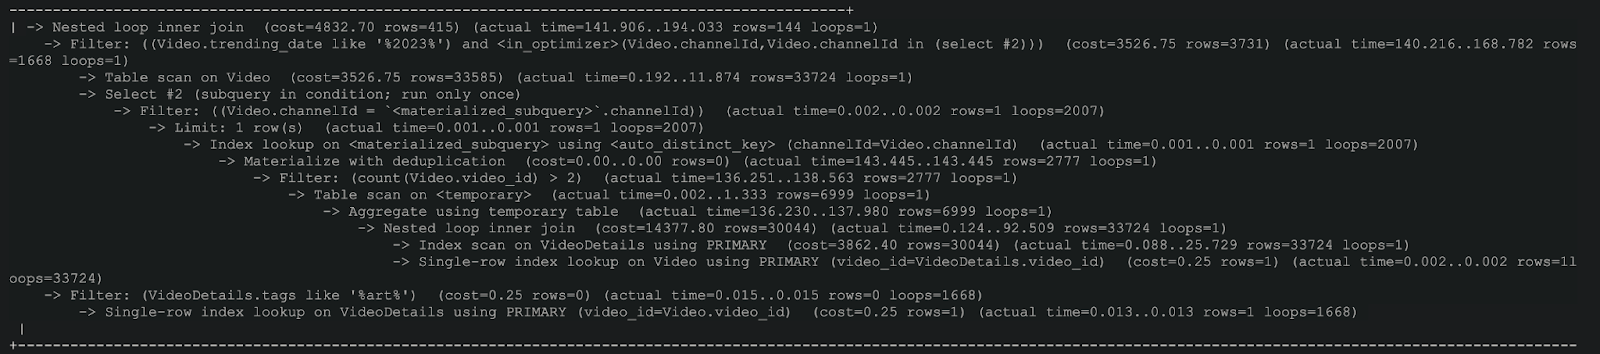 --------------------------------------------------------------------------------------------------+
| -> Nested loop inner join  (cost=4832.70 rows=415) (actual time=141.906..194.033 rows=144 loops=1)
    -> Filter: ((Video.trending_date like '%2023%') and <in_optimizer>(Video.channelId,Video.channelId in (select #2)))  (cost=3526.75 rows=3731) (actual time=140.216..168.782 rows
=1668 loops=1)
        -> Table scan on Video  (cost=3526.75 rows=33585) (actual time=0.192..11.874 rows=33724 loops=1)
        -> Select #2 (subquery in condition; run only once)
            -> Filter: ((Video.channelId = `<materialized_subquery>`.channelId))  (actual time=0.002..0.002 rows=1 loops=2007)
                -> Limit: 1 row(s)  (actual time=0.001..0.001 rows=1 loops=2007)
                    -> Index lookup on <materialized_subquery> using <auto_distinct_key> (channelId=Video.channelId)  (actual time=0.001..0.001 rows=1 loops=2007)
                        -> Materialize with deduplication  (cost=0.00..0.00 rows=0) (actual time=143.445..143.445 rows=2777 loops=1)
                            -> Filter: (count(Video.video_id) > 2)  (actual time=136.251..138.563 rows=2777 loops=1)
                                -> Table scan on <temporary>  (actual time=0.002..1.333 rows=6999 loops=1)
                                    -> Aggregate using temporary table  (actual time=136.230..137.980 rows=6999 loops=1)
                                        -> Nested loop inner join  (cost=14377.80 rows=30044) (actual time=0.124..92.509 rows=33724 loops=1)
                                            -> Index scan on VideoDetails using PRIMARY  (cost=3862.40 rows=30044) (actual time=0.088..25.729 rows=33724 loops=1)
                                            -> Single-row index lookup on Video using PRIMARY (video_id=VideoDetails.video_id)  (cost=0.25 rows=1) (actual time=0.002..0.002 rows=1l
oops=33724)
    -> Filter: (VideoDetails.tags like '%art%')  (cost=0.25 rows=0) (actual time=0.015..0.015 rows=0 loops=1668)
        -> Single-row index lookup on VideoDetails using PRIMARY (video_id=Video.video_id)  (cost=0.25 rows=1) (actual time=0.013..0.013 rows=1 loops=1668)
 |
+--------------------------------------------------------------------------------------------------